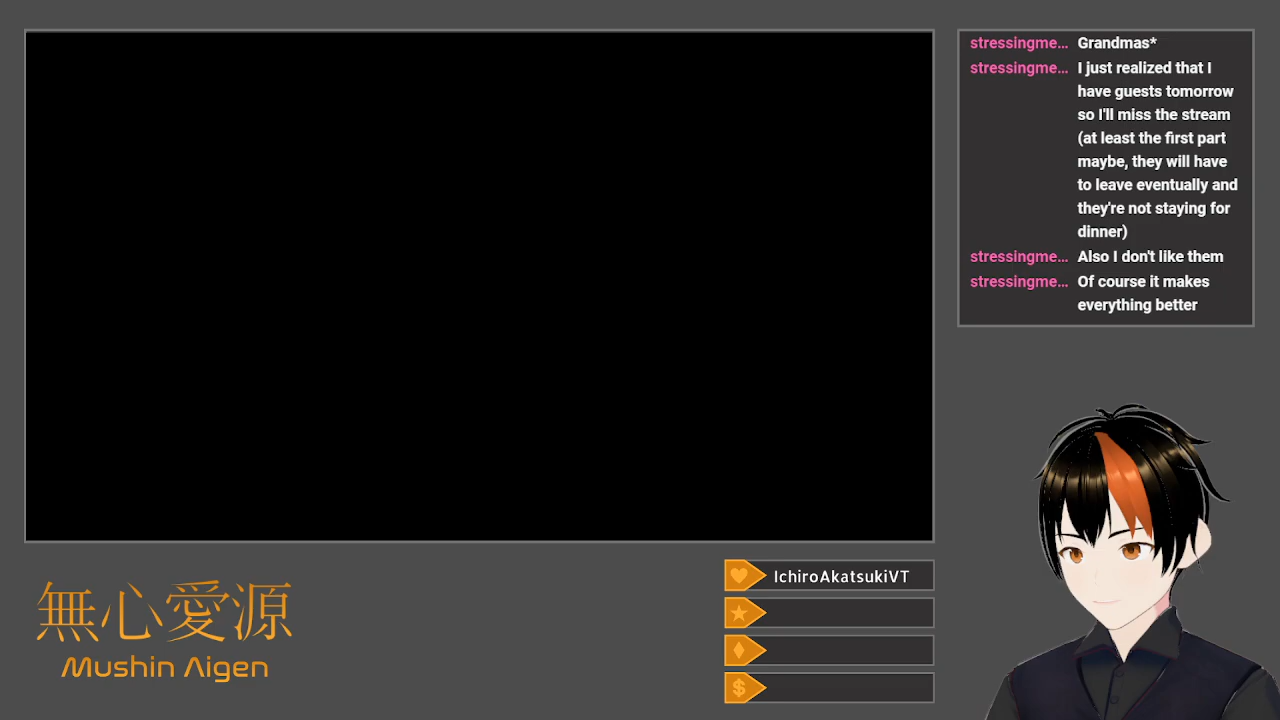 stressingme... Grandmas*
stressingme... I just realized that I
have guests tomorrow
so I'll miss the stream
(at least the first part
maybe, they will have
to leave eventually and
they're not staying for
dinner)
stressingme... Also I don't like them
stressingme... Of course it makes
everything better
IchiroAkatsukiVT
$
無心愛源
Mushin Aigen